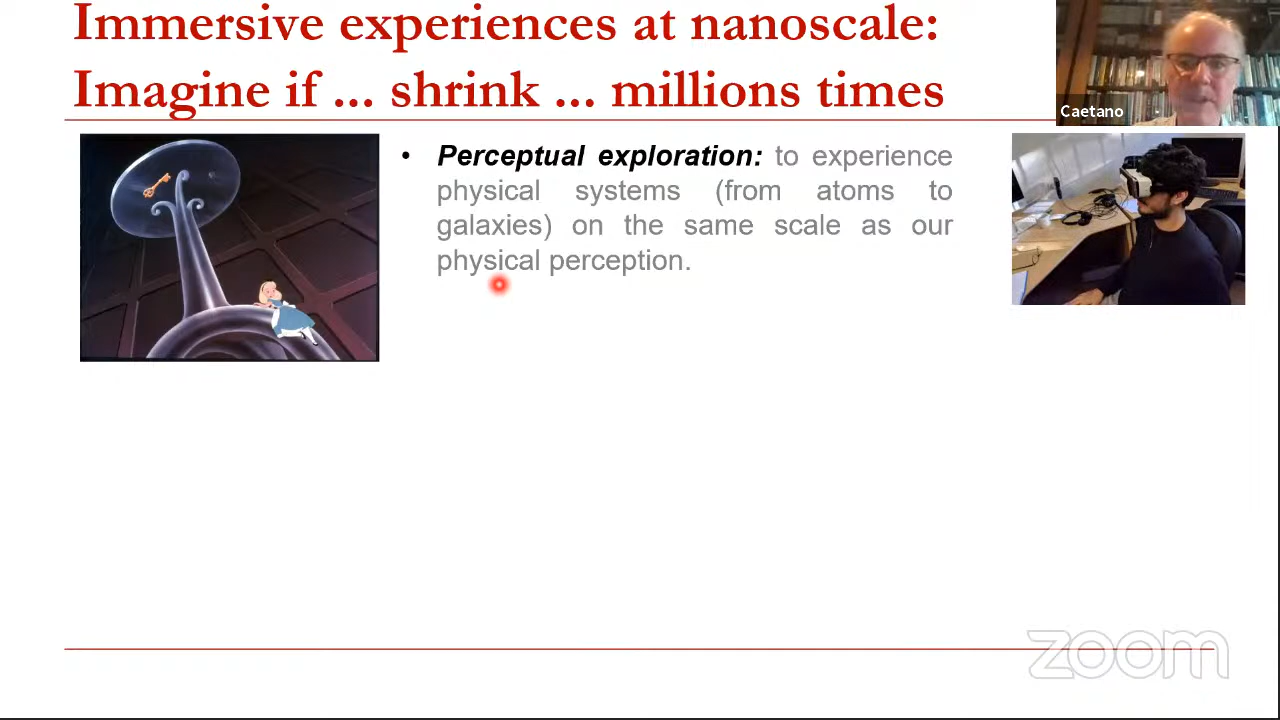 Immersive experiences at nanoscale:
Imagine if ... shrink ... millions times
Caetano
• Perceptual exploration: to experience
physical systems (from atoms to
galaxies) on the same scale as our
physical perception.
zoom